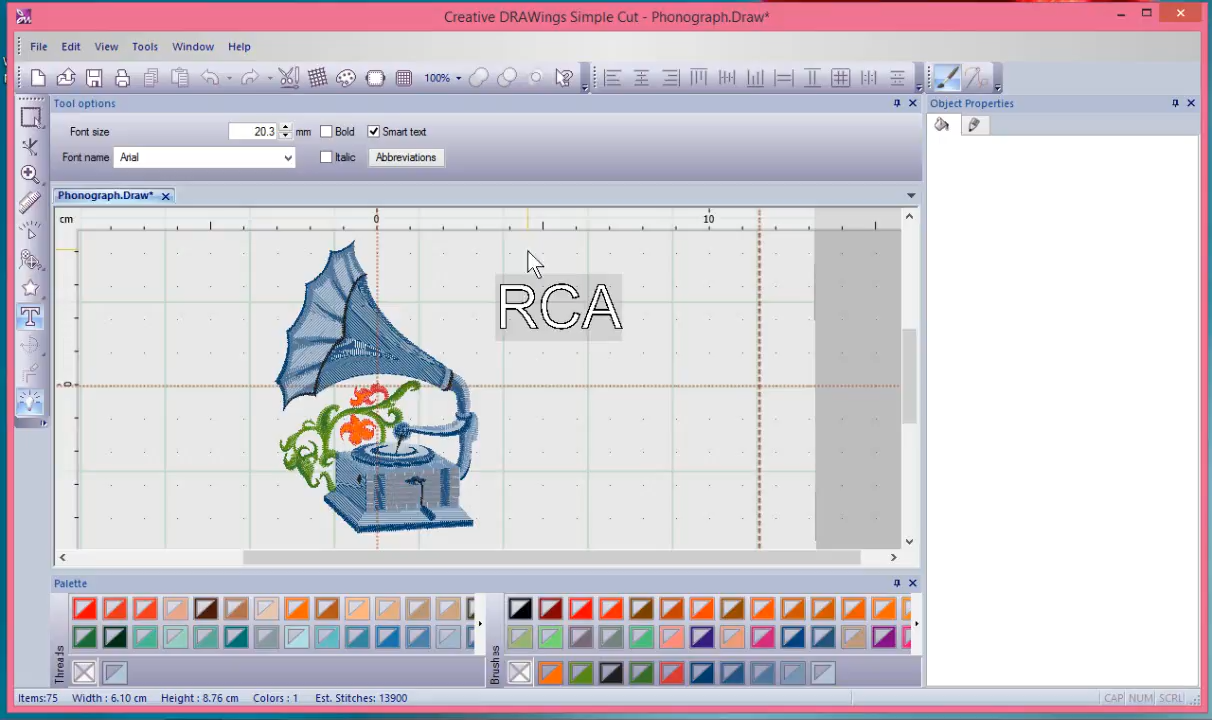 Creative DRAWings Simple Cut - Phonograph.Draw*
File Edit View Tools Window Help
100%
Tool options
Object Properties
Font size 20.3 mm Bold Smart text
Font name Arial Italic Abbreviations
Phonograph.Draw*
cm 0 10
0
RCA
Palette
Threads
Brushes
Items:75 Width : 6.10 cm Height : 8.76 cm Colors : 1 Est. Stitches: 13900 CAP NUM SCRL